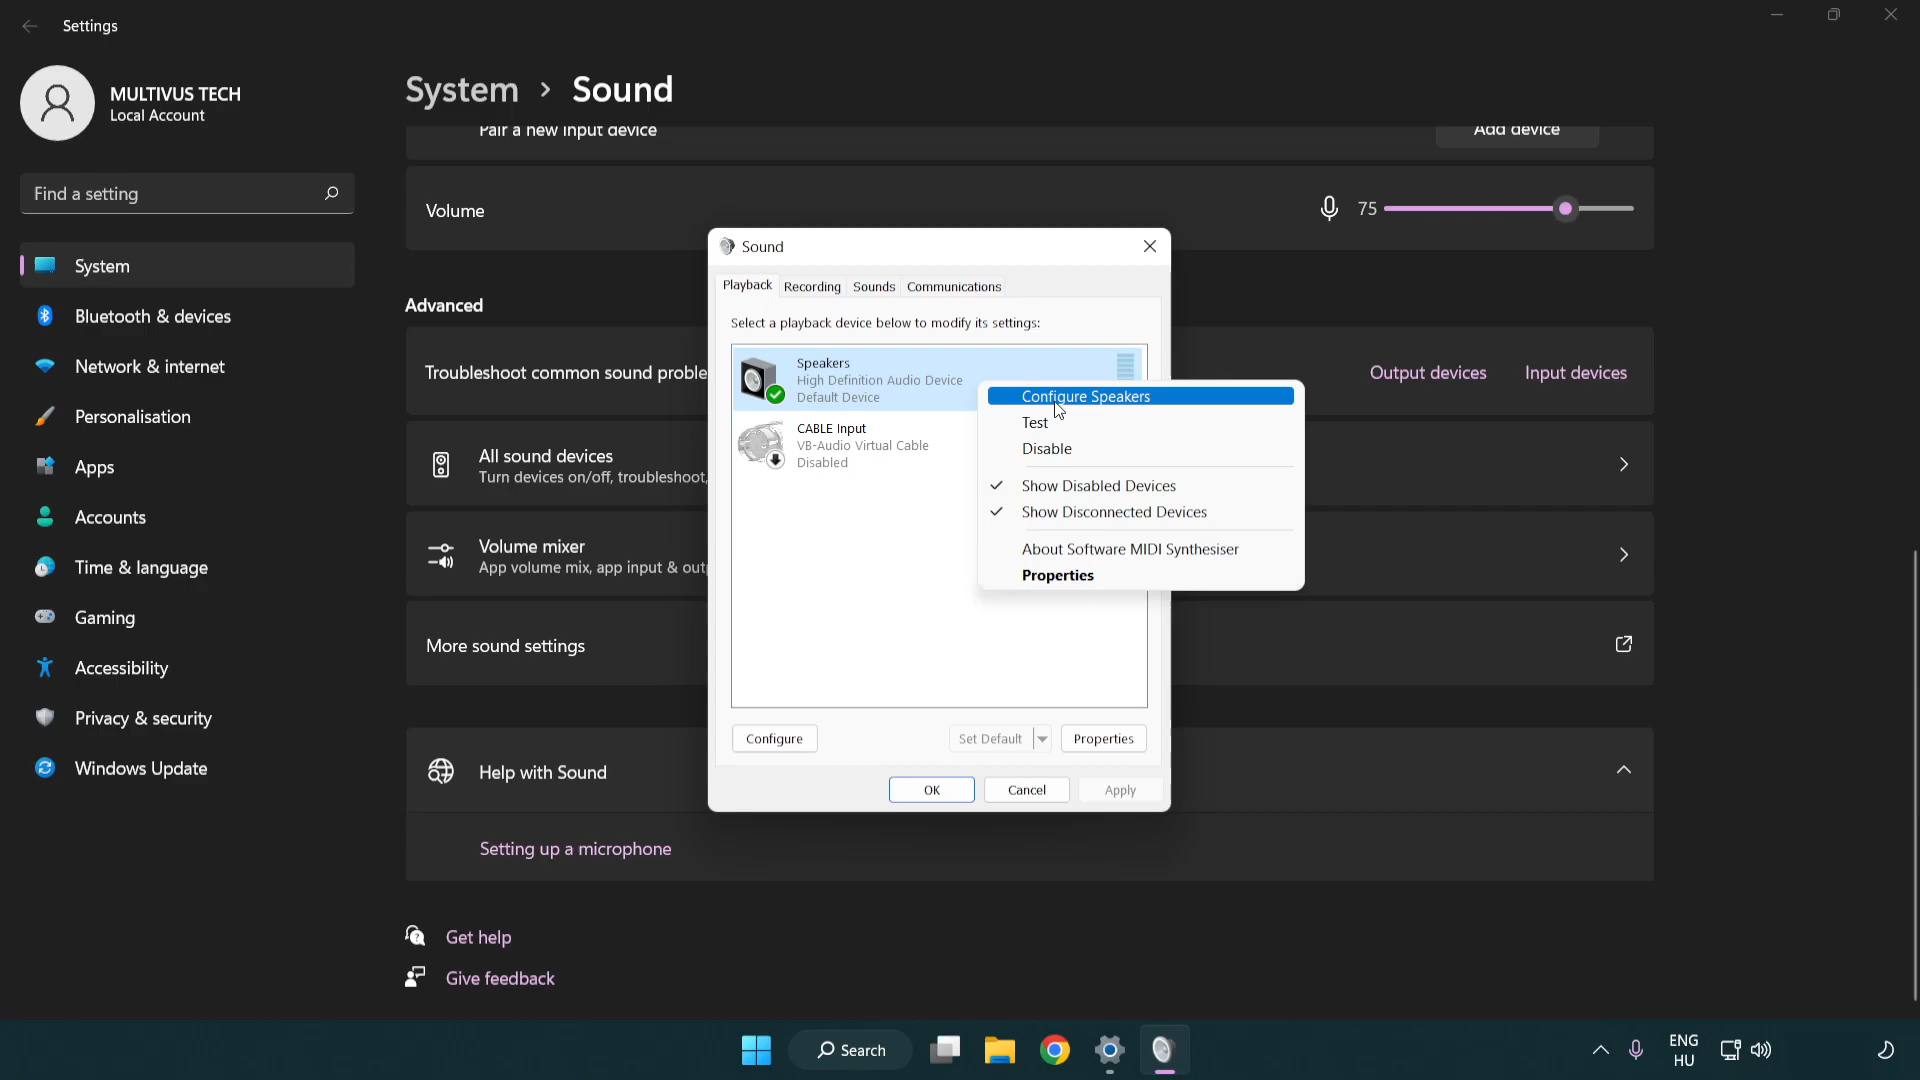 Settings
MULTIVUS TECH
Local Account
Find a setting
System
Bluetooth & devices
Network & internet
Personalisation
Apps
Accounts
Time & language
Gaming
Accessibility
Privacy & security
Windows Update
System > Sound
Pair a new input device
Add device
Volume
75
Advanced
Troubleshoot common sound proble
Output devices
Input devices
All sound devices
Turn devices on/off, troubleshoot,
Volume mixer
App volume mix, app input & out
More sound settings
Help with Sound
Setting up a microphone
Get help
Give feedback
Sound
Playback Recording Sounds Communications
Select a playback device below to modify its settings:
Speakers
High Definition Audio Device
Default Device
CABLE Input
VB-Audio Virtual Cable
Disabled
Configure Speakers
Test
Disable
Show Disabled Devices
Show Disconnected Devices
About Software MIDI Synthesiser
Properties
Configure
Set Default
Properties
OK
Cancel
Apply
Search
ENG
HU